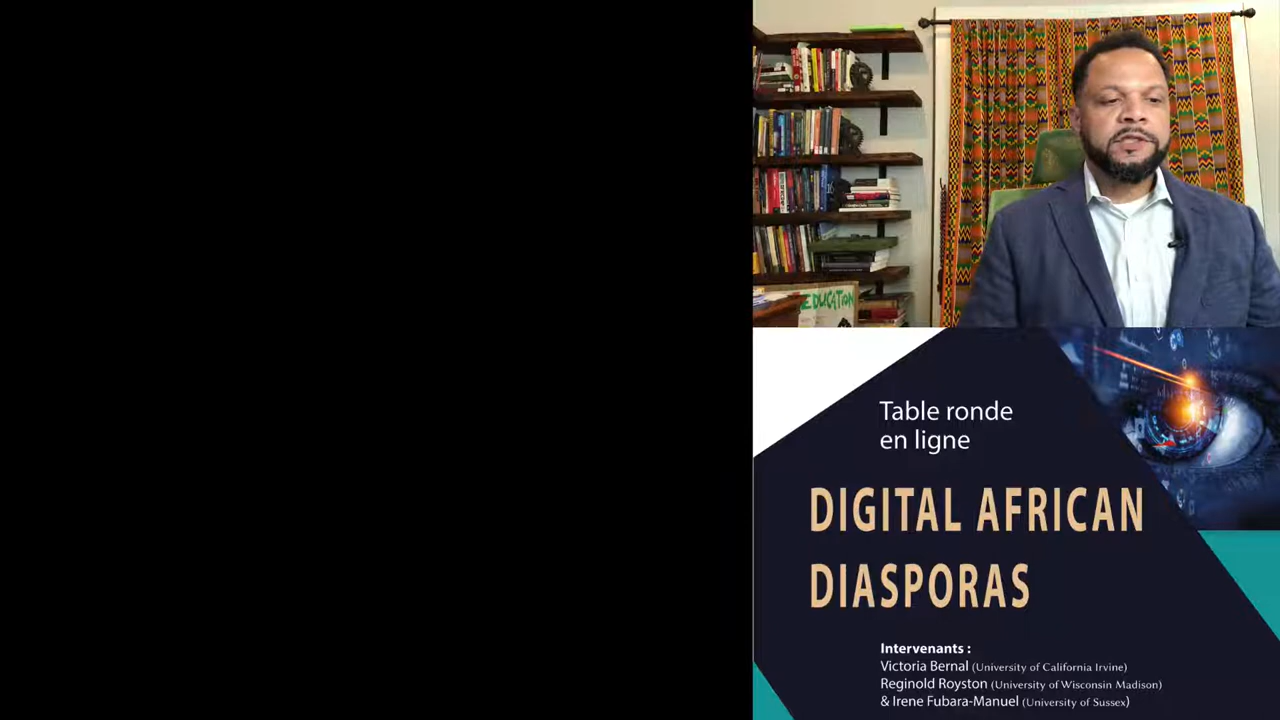 EDUCATION
Table ronde
en ligne
DIGITAL AFRICAN
DIASPORAS
Intervenants :
Victoria Bernal (University of California Irvine)
Reginold Royston (University of Wisconsin Madison)
& Irene Fubara-Manuel (University of Sussex)